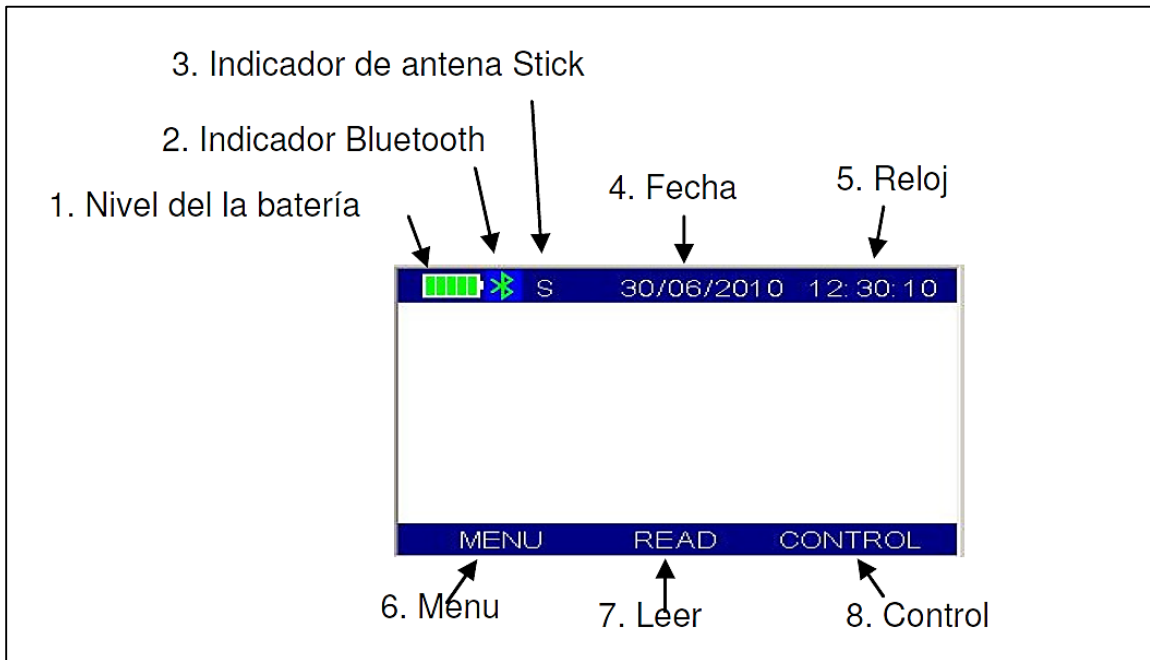 3. Indicador de antena Stick
2. Indicador Bluetooth
1. Nivel del la batería
4. Fecha
5. Reloj
S 30/06/2010 12:30:10
MENU READ CONTROL
6. Menu
7. Leer
8. Control